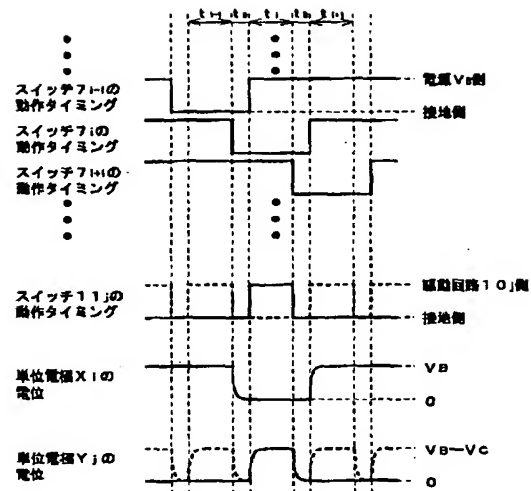 ti-1 tb ti tb ti+1
電源VB側
スイッチ7i-1の
動作タイミング
接地側
スイッチ7iの
動作タイミング
スイッチ7i+1の
動作タイミング
駆動回路10j側
スイッチ11jの
動作タイミング
接地側
VB
単位電極Xiの
電位
0
VB-VC
単位電極Yjの
電位
0